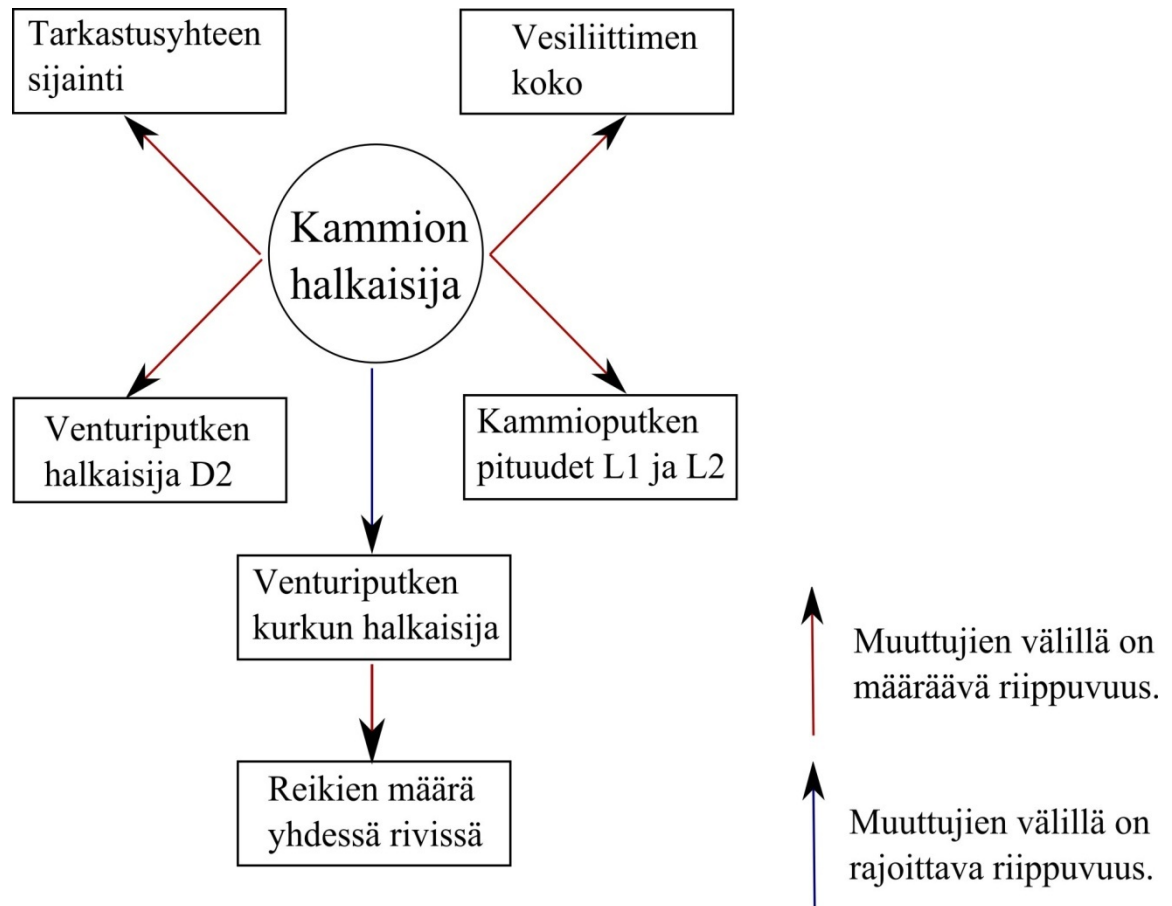 Tarkastusyhteen
sijainti
Vesiliittimen
koko
Kammion
halkaisija
Venturiputken
halkaisija D2
Kammioputken
pituudet L1 ja L2
Venturiputken
kurkun halkaisija
Reikien määrä
yhdessä rivissä
Muuttujien välillä on
määräävä riippuvuus.
Muuttujien välillä on
rajoittava riippuvuus.